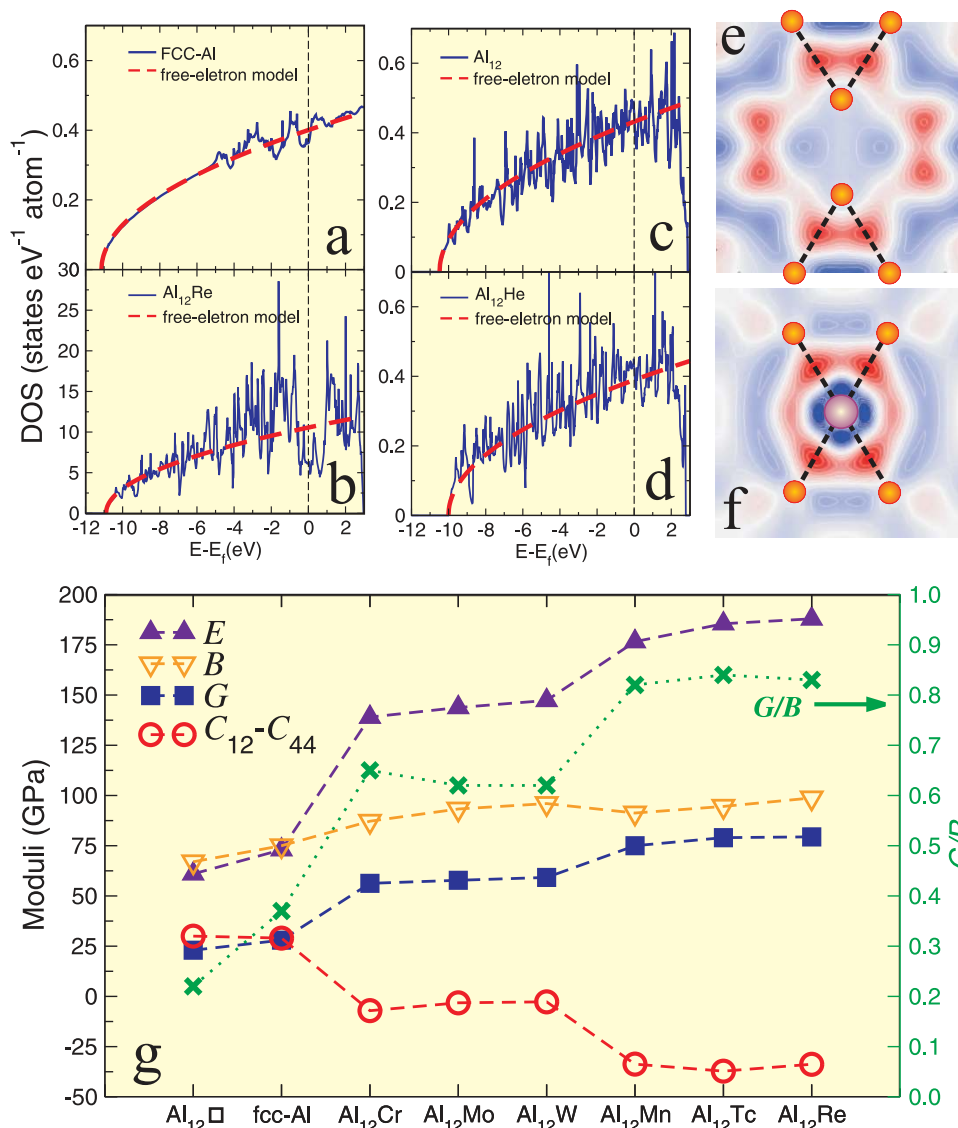 DOS (states eV⁻¹ atom⁻¹)
0.6
0.4
0.2
FCC-Al
free-eletron model
a
0.6
0.4
0.2
0
Al₁₂
free-eletron model
c
e
30
25
20
15
10
5
0
Al₁₂Re
free-eletron model
b
-12 -10 -8 -6 -4 -2 0 2
E-E_f(eV)
0.6
0.4
0.2
0
Al₁₂He
free-eletron model
d
-12 -10 -8 -6 -4 -2 0 2
E-E_f(eV)
f
Moduli (GPa)
200
175
150
125
100
75
50
25
0
-25
-50
E
B
G
C₁₂-C₄₄
G/B
g
1.0
0.9
0.8
0.7
0.6
0.5
0.4
0.3
0.2
0.1
0.0
Al₁₂□ fcc-Al Al₁₂Cr Al₁₂Mo Al₁₂W Al₁₂Mn Al₁₂Tc Al₁₂Re